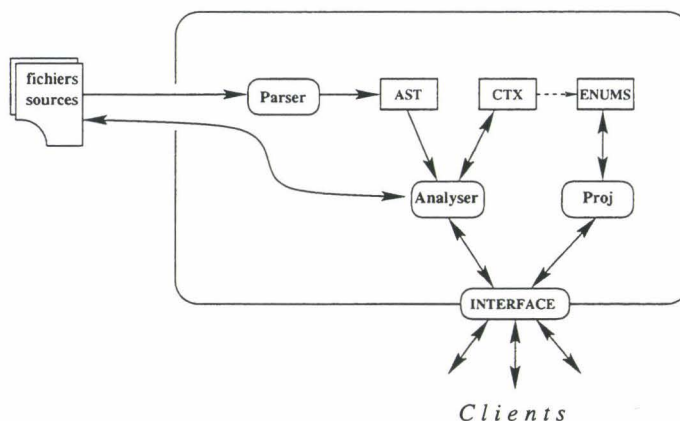 fichiers
sources
Parser
AST
CTX
ENUMS
Analyser
Proj
INTERFACE
Clients